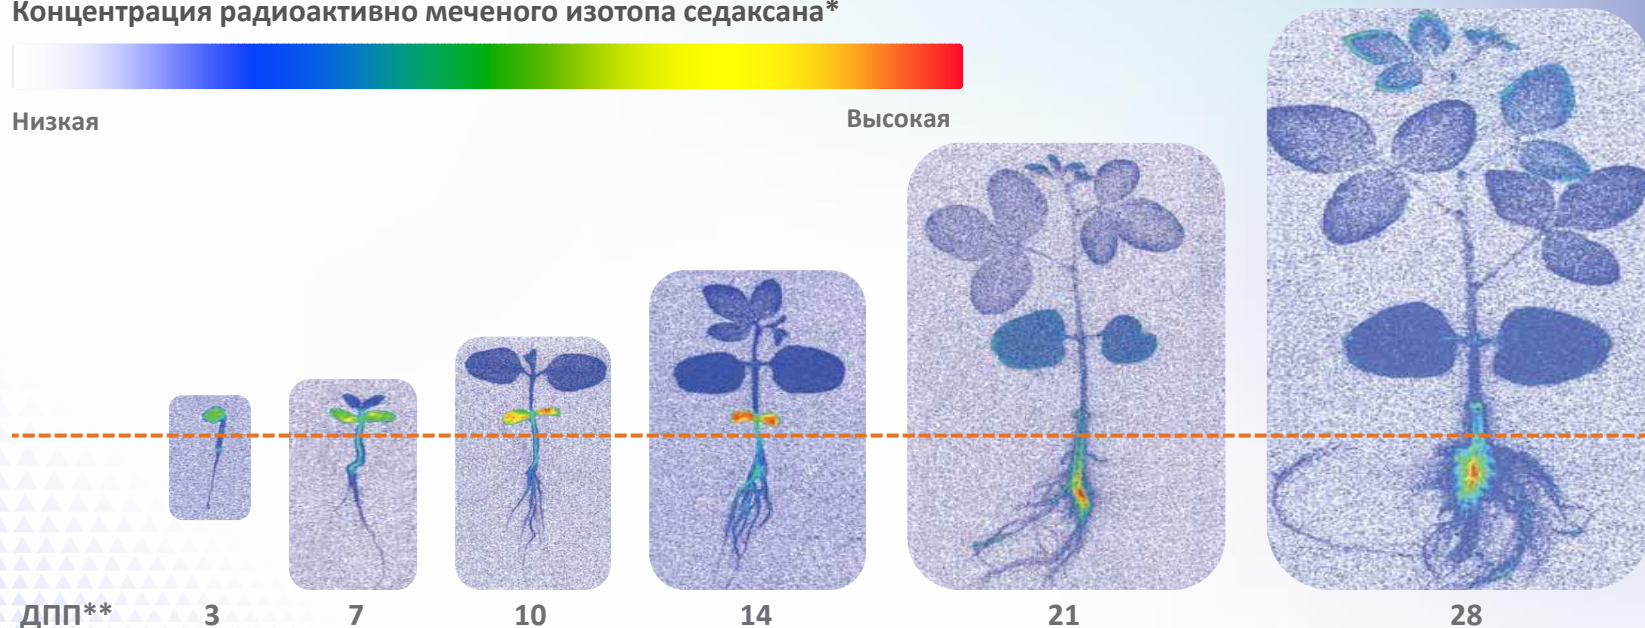 Концентрация радиоактивно меченого изотопа седаксана*
Низкая
Высокая
ДПП** 3 7 10 14 21 28